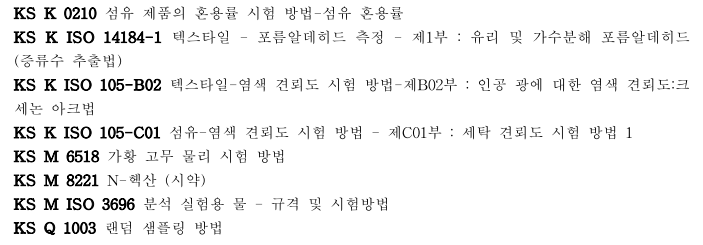 KS K 0210 섬유 제품의 혼용률 시험 방법-섬유 혼용률
KS K ISO 14184-1 텍스타일 - 포름알데히드 측정 - 제1부 : 유리 및 가수분해 포름알데히드
(증류수 추출법)
KS K ISO 105-B02 텍스타일-염색 견뢰도 시험 방법-제B02부 : 인공 광에 대한 염색 견뢰도:크
세논 아크법
KS K ISO 105-C01 섬유-염색 견뢰도 시험 방법 - 제C01부 : 세탁 견뢰도 시험 방법 1
KS M 6518 가황 고무 물리 시험 방법
KS M 8221 N-헥산 (시약)
KS M ISO 3696 분석 실험용 물 - 규격 및 시험방법
KS Q 1003 랜덤 샘플링 방법